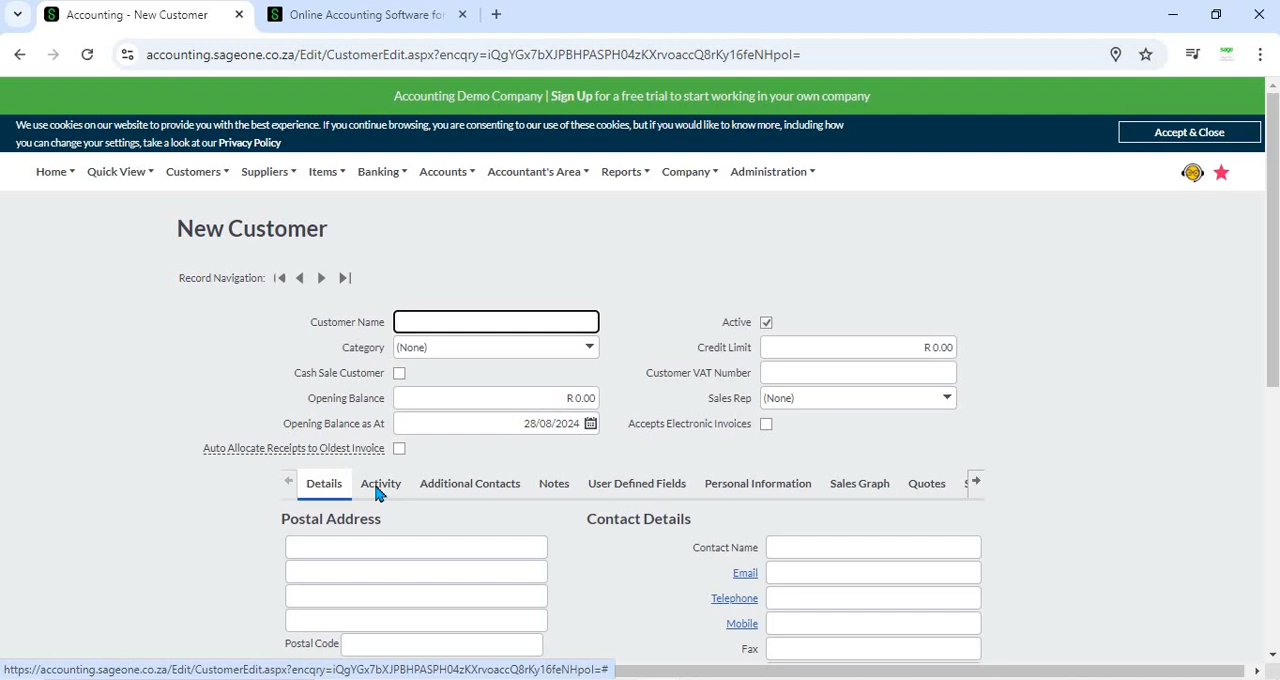 Accounting - New Customer
Online Accounting Software for
accounting.sageone.co.za/Edit/CustomerEdit.aspx?encqry=iQgYGx7bXJPBHPASPH04zKXrvoaccQ8rKy16feNHpoI=
Accounting Demo Company | Sign Up for a free trial to start working in your own company
We use cookies on our website to provide you with the best experience. If you continue browsing, you are consenting to our use of these cookies, but if you would like to know more, including how
you can change your settings, take a look at our Privacy Policy
Accept & Close
Home Quick View Customers Suppliers Items Banking Accounts Accountant's Area Reports Company Administration
New Customer
Record Navigation:
Customer Name
Active
Category (None)
Credit Limit R 0.00
Cash Sale Customer
Customer VAT Number
Opening Balance R 0.00
Sales Rep (None)
Opening Balance as At 28/08/2024
Accepts Electronic Invoices
Auto Allocate Receipts to Oldest Invoice
Details Activity Additional Contacts Notes User Defined Fields Personal Information Sales Graph Quotes
Postal Address
Contact Details
Contact Name
Email
Telephone
Mobile
Postal Code
Fax
https://accounting.sageone.co.za/Edit/CustomerEdit.aspx?encqry=iQgYGx7bXJPBHPASPH04zKXrvoaccQ8rKy16feNHpoI=#